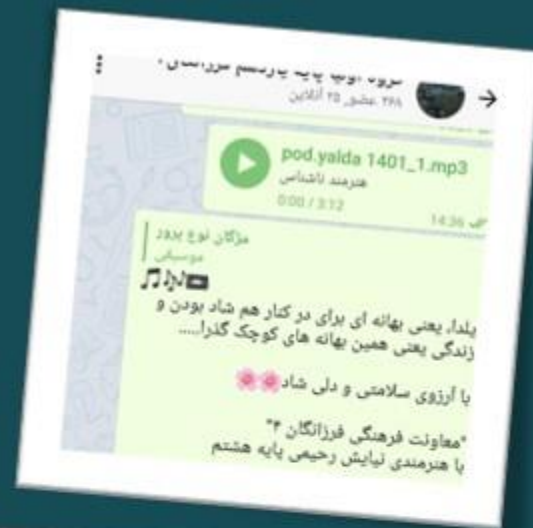 ۲۶۸ عضو, ۲۵ آنلاین
pod.yalda 1401_1.mp3
هنرمند ناشناس
0:00 / 3:12
14:36
مژگان نوع پرور
موسیقی
یلدا، یعنی بهانه ای برای در کنار هم شاد بودن و
زندگی یعنی همین بهانه های کوچک گذرا.....
با آرزوی سلامتی و دلی شاد🌸🌸
"معاونت فرهنگی فرزانگان ۴"
با هنرمندی نیایش رحیمی پایه هشتم